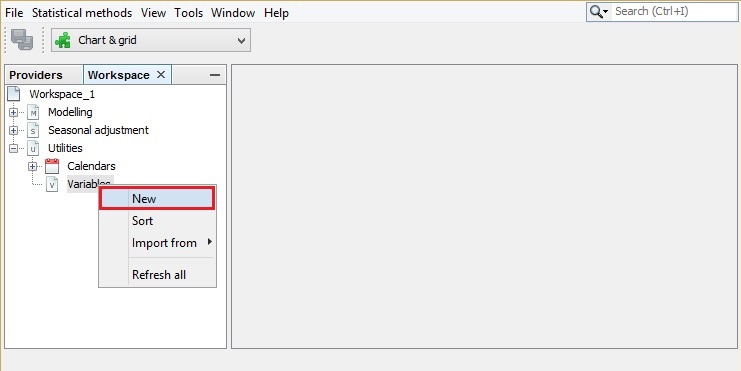 File Statistical methods View Tools Window Help
Search (Ctrl+I)
Chart & grid
Providers Workspace
Workspace_1
M Modelling
S Seasonal adjustment
U Utilities
Calendars
V Variables
New
Sort
Import from
Refresh all